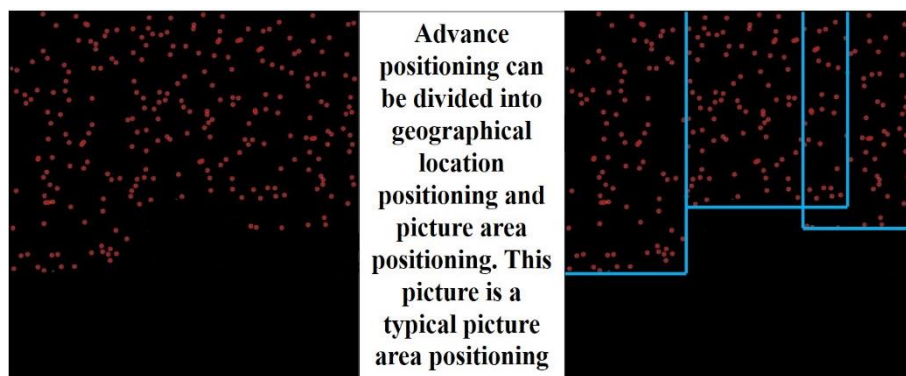 Advance
positioning can
be divided into
geographical
location
positioning and
picture area
positioning. This
picture is a
typical picture
area positioning